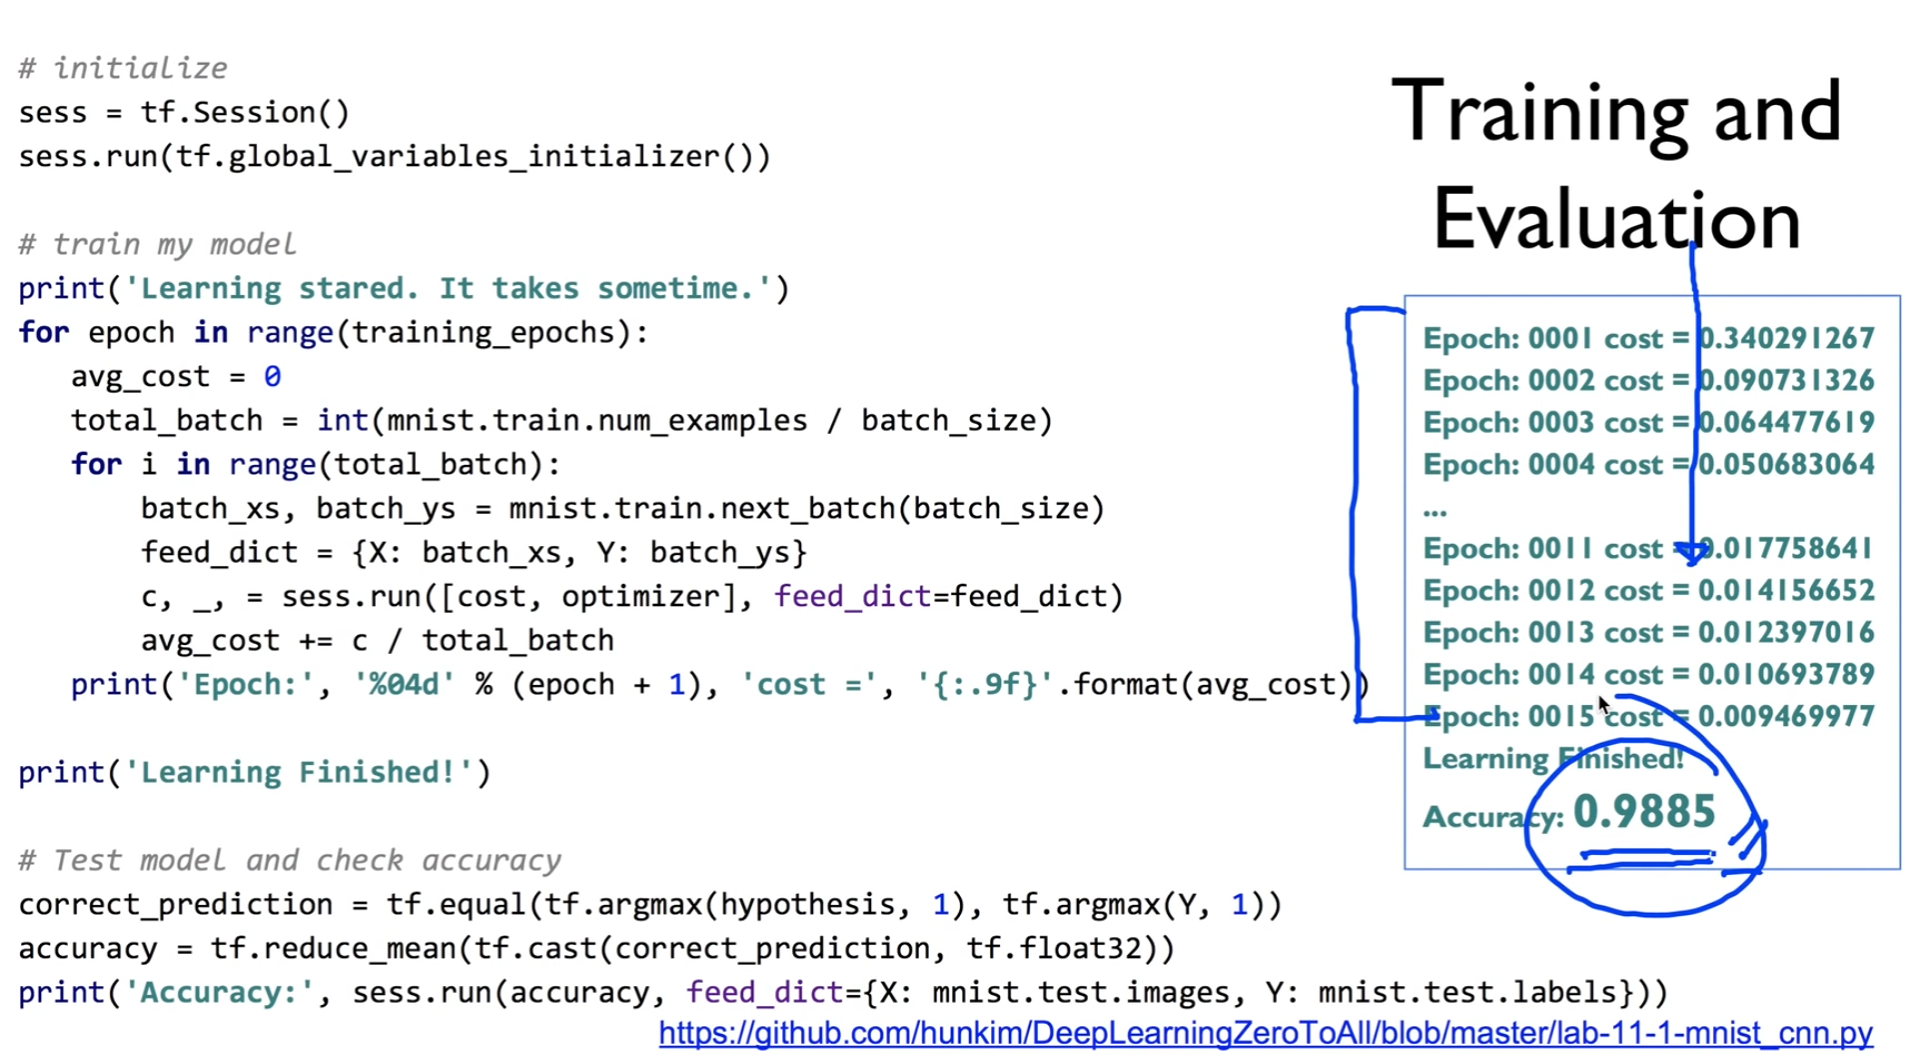 # initialize
sess = tf.Session()
sess.run(tf.global_variables_initializer())
# train my model
print('Learning stared. It takes sometime.')
for epoch in range(training_epochs):
avg_cost = 0
total_batch = int(mnist.train.num_examples / batch_size)
for i in range(total_batch):
batch_xs, batch_ys = mnist.train.next_batch(batch_size)
feed_dict = {X: batch_xs, Y: batch_ys}
c, _, = sess.run([cost, optimizer], feed_dict=feed_dict)
avg_cost += c / total_batch
print('Epoch:', '%04d' % (epoch + 1), 'cost =', '{:.9f}'.format(avg_cost))
print('Learning Finished!')
# Test model and check accuracy
correct_prediction = tf.equal(tf.argmax(hypothesis, 1), tf.argmax(Y, 1))
accuracy = tf.reduce_mean(tf.cast(correct_prediction, tf.float32))
print('Accuracy:', sess.run(accuracy, feed_dict={X: mnist.test.images, Y: mnist.test.labels}))
Training and
Evaluation
Epoch: 0001 cost = 0.340291267
Epoch: 0002 cost = 0.090731326
Epoch: 0003 cost = 0.064477619
Epoch: 0004 cost = 0.050683064
...
Epoch: 0011 cost = 0.017758641
Epoch: 0012 cost = 0.014156652
Epoch: 0013 cost = 0.012397016
Epoch: 0014 cost = 0.010693789
Epoch: 0015 cost = 0.009469977
Learning Finished!
Accuracy: 0.9885
https://github.com/hunkim/DeepLearningZeroToAll/blob/master/lab-11-1-mnist_cnn.py